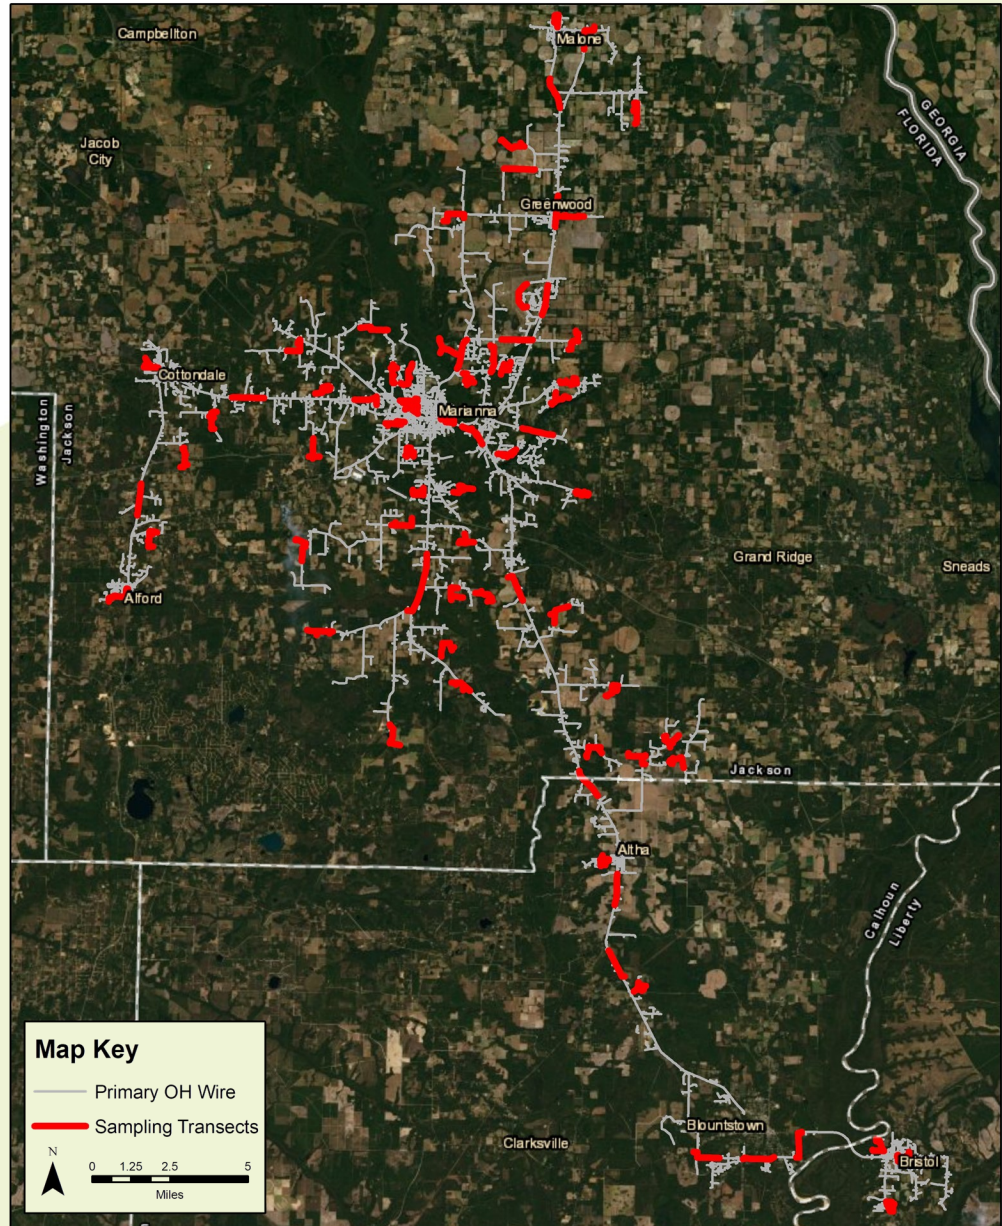 Campbellton
Malone
Jacob
City
GEORGIA
FLORIDA
Greenwood
Cottondale
Marianna
Washington
Jackson
Grand Ridge
Sneads
Alford
Jackson
Altha
Calhoun
Liberty
Map Key
Primary OH Wire
Sampling Transects
N
0 1.25 2.5 5
Miles
Blountstown
Clarksville
Bristol